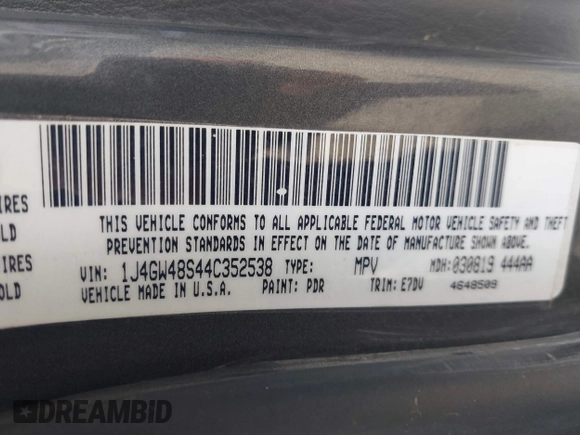 THIS VEHICLE CONFORMS TO ALL APPLICABLE FEDERAL MOTOR VEHICLE SAFETY AND THEFT
PREVENTION STANDARDS IN EFFECT ON THE DATE OF MANUFACTURE SHOWN ABOVE.
VIN: 1J4GW48S44C352538 TYPE: MPV MDH:030819 444AA
VEHICLE MADE IN U.S.A. PAINT: PDR TRIM: E7DV 4648509
IRES
OLD
IRES
OLD
DREAMBID